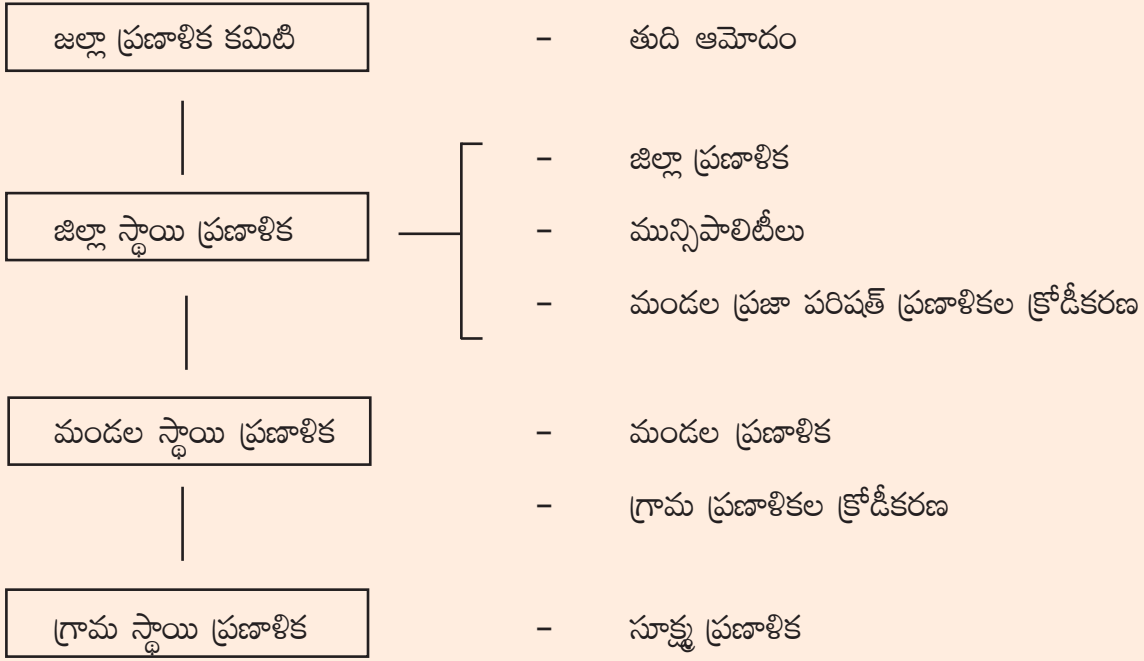 జల్లా ప్రణాళిక కమిటి - తుది ఆమోదం
- జిల్లా ప్రణాళిక
జిల్లా స్థాయి ప్రణాళిక - మున్సిపాలిటీలు
- మండల ప్రజా పరిషత్ ప్రణాళికల క్రోడీకరణ
మండల స్థాయి ప్రణాళిక - మండల ప్రణాళిక
- గ్రామ ప్రణాళికల క్రోడీకరణ
గ్రామ స్థాయి ప్రణాళిక - సూక్ష్మ ప్రణాళిక